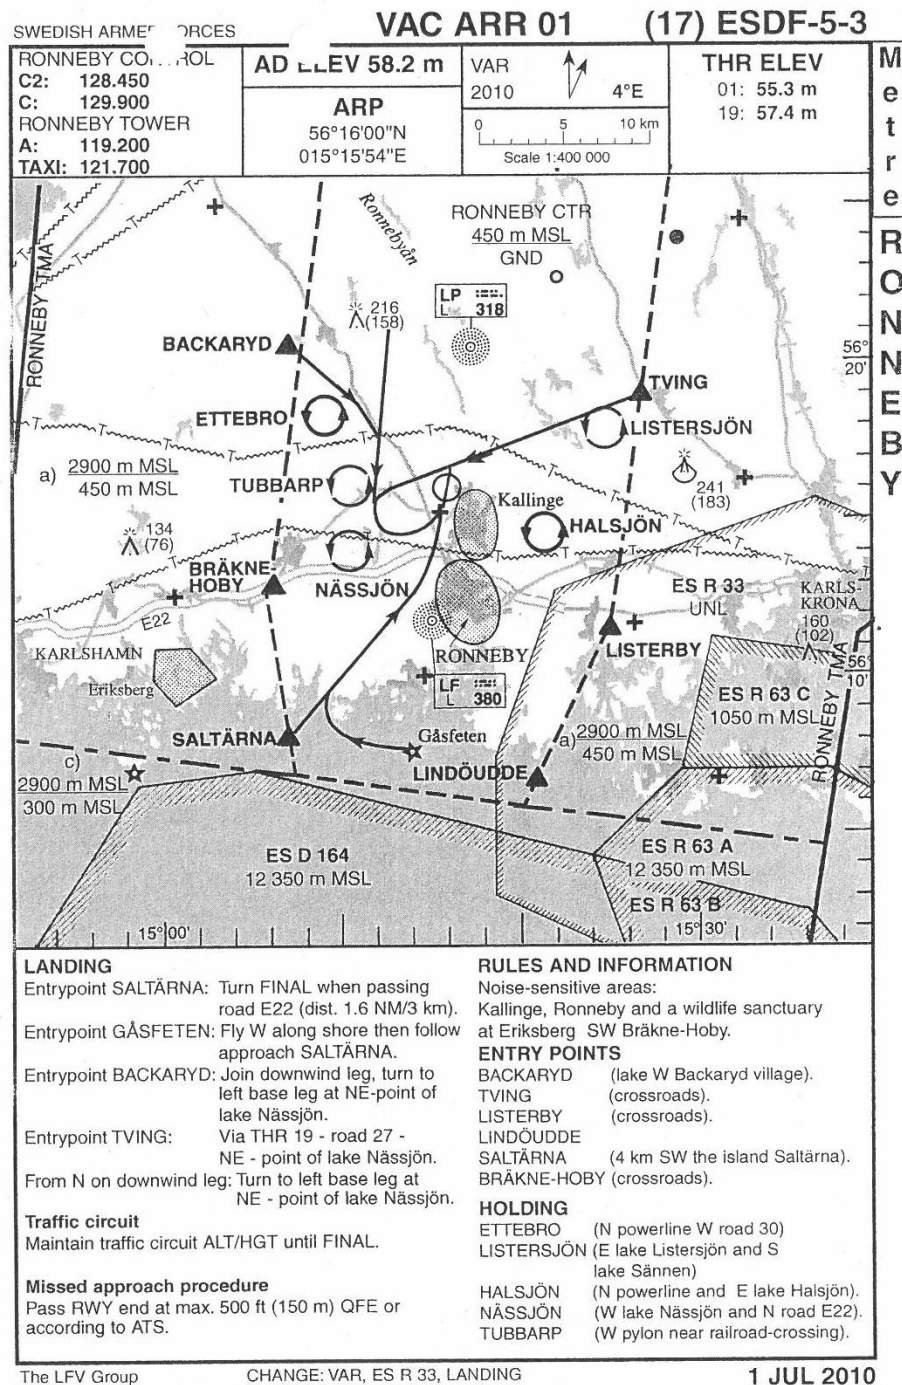 SWEDISH ARMED FORCES
VAC ARR 01
(17) ESDF-5-3
RONNEBY CONTROL
C2: 128.450
C: 129.900
RONNEBY TOWER
A: 119.200
TAXI: 121.700
AD ELEV 58.2 m
ARP
56°16'00"N
015°15'54"E
VAR
2010
4°E
0 5 10 km
Scale 1:400 000
THR ELEV
01: 55.3 m
19: 57.4 m
Metre
RONNEBY
RONNEBY TMA
Ronnebyån
RONNEBY CTR
450 m MSL
GND
216
(158)
LP
L 318
BACKARYD
56°
20'
TVING
ETTEBRO
LISTERSJÖN
a) 2900 m MSL
450 m MSL
TUBBARP
Kallinge
241
(183)
134
(76)
HALSJÖN
BRÄKNE-
HOBY
NÄSSJÖN
ES R 33
UNL
KARLS-
KRONA
160
(102)
E22
KARLSHAMN
RONNEBY
LISTERBY
56°
10'
Eriksberg
LF
L 380
ES R 63 C
1050 m MSL
RONNEBY TMA
SALTÄRNA
Gåsfeten
a) 2900 m MSL
450 m MSL
c)
2900 m MSL
300 m MSL
LINDÖUDDE
ES D 164
12 350 m MSL
ES R 63 A
12 350 m MSL
ES R 63 B
15°00'
15°30'
LANDING
Entrypoint SALTÄRNA: Turn FINAL when passing
road E22 (dist. 1.6 NM/3 km).
Entrypoint GÅSFETEN: Fly W along shore then follow
approach SALTÄRNA.
Entrypoint BACKARYD: Join downwind leg, turn to
left base leg at NE-point of
lake Nässjön.
Entrypoint TVING: Via THR 19 - road 27 -
NE - point of lake Nässjön.
From N on downwind leg: Turn to left base leg at
NE - point of lake Nässjön.
Traffic circuit
Maintain traffic circuit ALT/HGT until FINAL.
Missed approach procedure
Pass RWY end at max. 500 ft (150 m) QFE or
according to ATS.
RULES AND INFORMATION
Noise-sensitive areas:
Kallinge, Ronneby and a wildlife sanctuary
at Eriksberg SW Bräkne-Hoby.
ENTRY POINTS
BACKARYD (lake W Backaryd village).
TVING (crossroads).
LISTERBY (crossroads).
LINDÖUDDE
SALTÄRNA (4 km SW the island Saltärna).
BRÄKNE-HOBY (crossroads).
HOLDING
ETTEBRO (N powerline W road 30)
LISTERSJÖN (E lake Listersjön and S
lake Sännen)
HALSJÖN (N powerline and E lake Halsjön).
NÄSSJÖN (W lake Nässjön and N road E22).
TUBBARP (W pylon near railroad-crossing).
The LFV Group
CHANGE: VAR, ES R 33, LANDING
1 JUL 2010